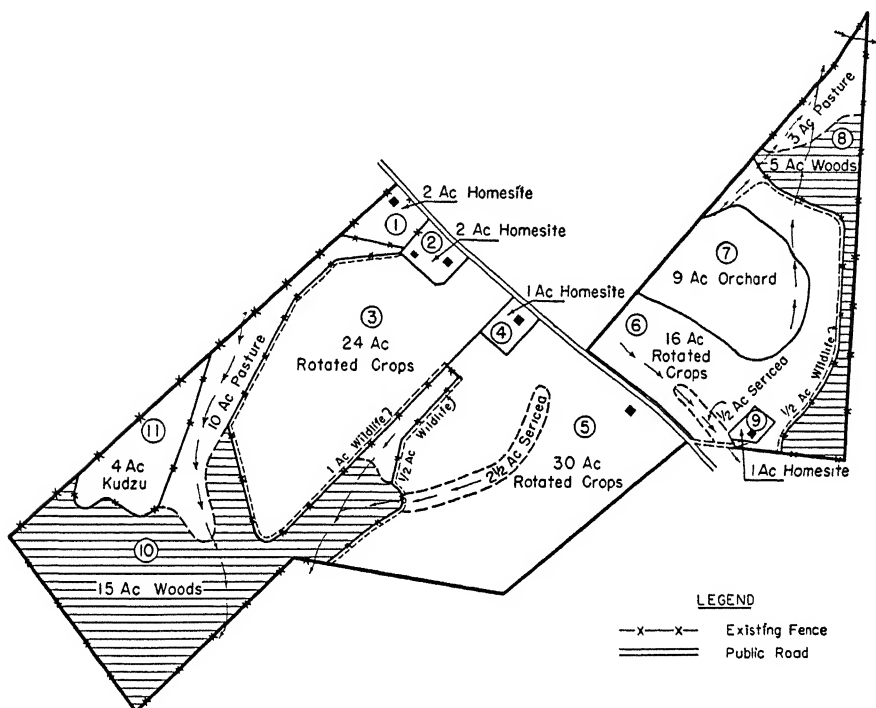 3 Ac Pasture
8
5 Ac Woods
2 Ac Homesite
1
2
2 Ac Homesite
7
9 Ac Orchard
1 Ac Homesite
3
24 Ac
Rotated Crops
4
6
16 Ac
Rotated
Crops
10 Ac Pasture
1/2 Ac Sericea
1/2 Ac Wildlife
9
1 Ac Homesite
11
4 Ac
Kudzu
1 Ac Wildlife
1/2 Ac Wildlife
2 1/2 Ac Sericea
5
30 Ac
Rotated Crops
10
15 Ac Woods
LEGEND
Existing Fence
Public Road